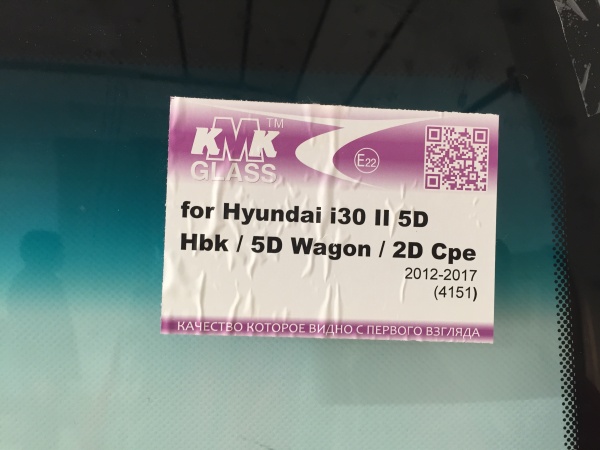 KMK™
GLASS
E22
for Hyundai i30 II 5D
Hbk / 5D Wagon / 2D Cpe
2012-2017
(4151)
КАЧЕСТВО КОТОРОЕ ВИДНО С ПЕРВОГО ВЗГЛЯДА